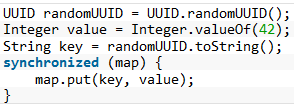 UUID randomUUID = UUID.randomUUID();
Integer value = Integer.valueOf(42);
String key = randomUUID.toString();
synchronized (map) {
    map.put(key, value);
}